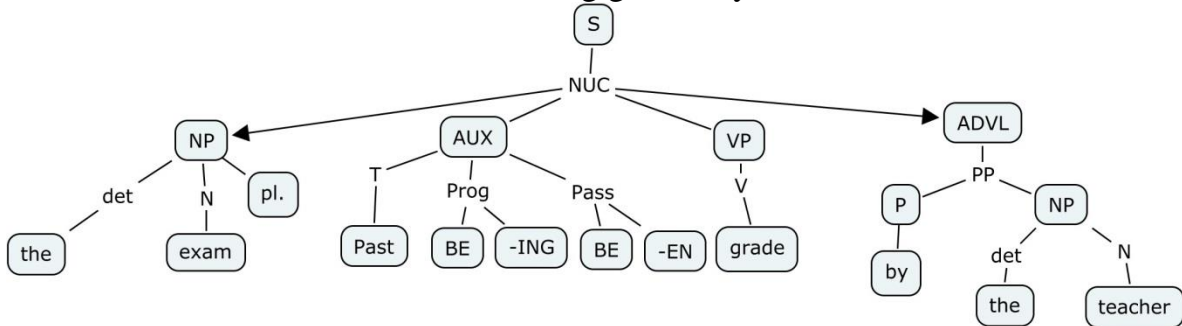 S
NUC
NP AUX VP ADVL
det N pl. T Prog Pass V PP
P NP
the exam Past BE -ING BE -EN grade by det N
the teacher